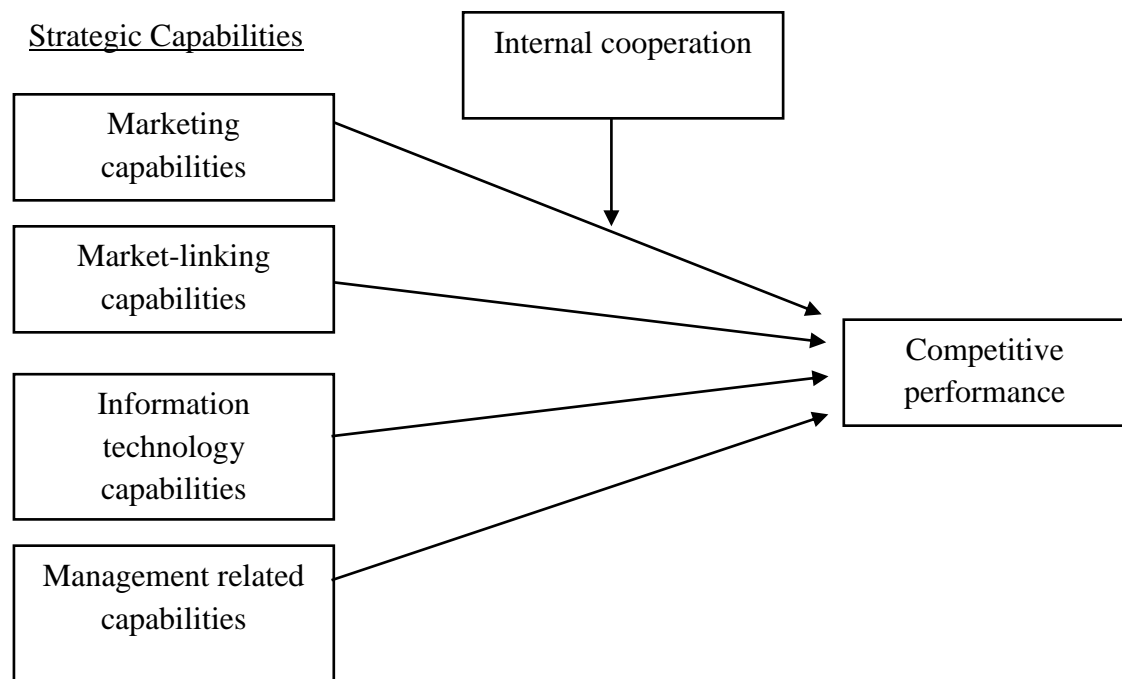 Strategic Capabilities
Internal cooperation
Marketing
capabilities
Market-linking
capabilities
Information
technology
capabilities
Management related
capabilities
Competitive
performance